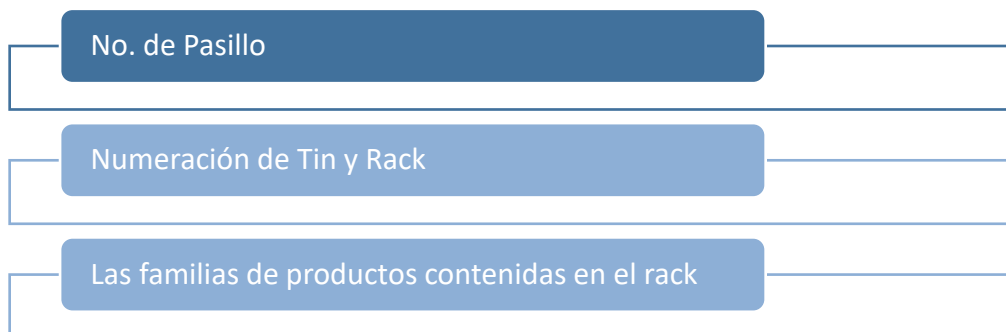 No. de Pasillo
Numeración de Tin y Rack
Las familias de productos contenidas en el rack